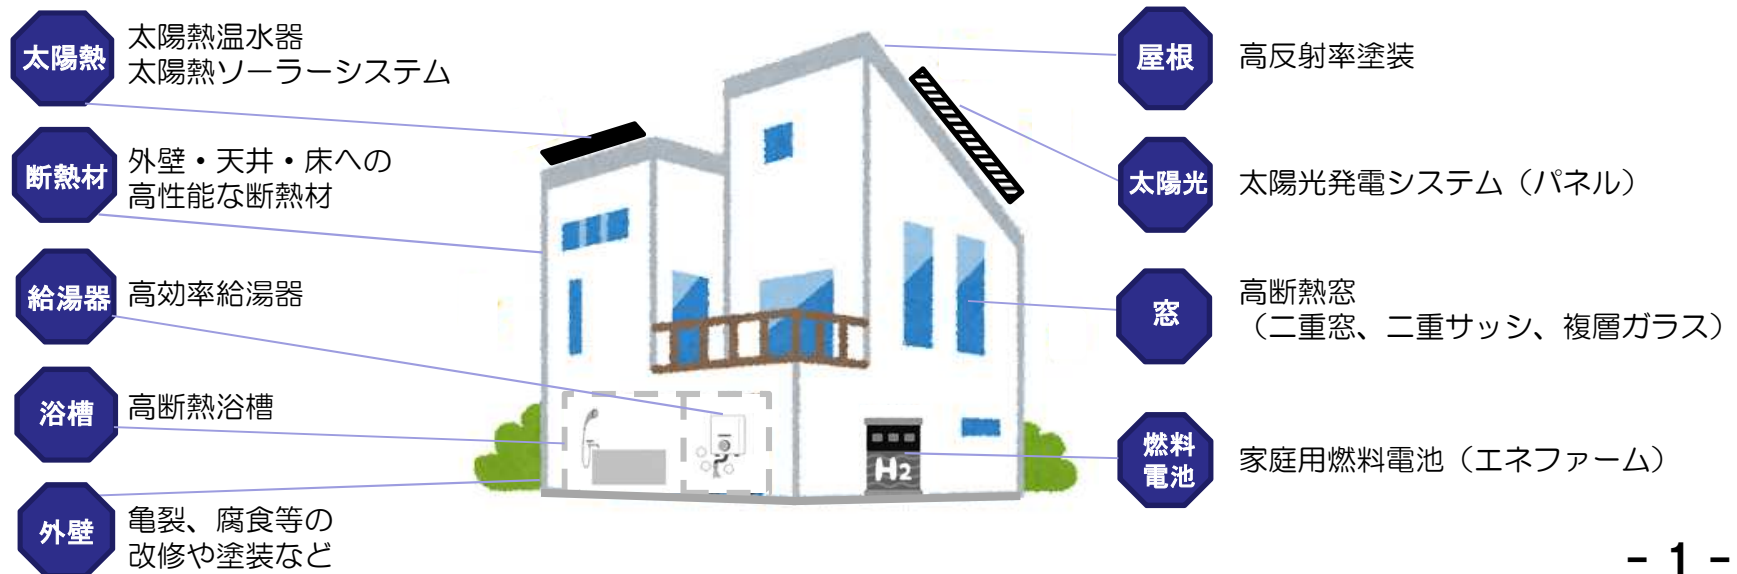 太陽熱
太陽熱温水器
太陽熱ソーラーシステム
断熱材
外壁・天井・床への
高性能な断熱材
給湯器
高効率給湯器
浴槽
高断熱浴槽
外壁
亀裂、腐食等の
改修や塗装など
屋根
高反射率塗装
太陽光
太陽光発電システム（パネル）
窓
高断熱窓
（二重窓、二重サッシ、複層ガラス）
燃料
電池
家庭用燃料電池（エネファーム）
H2
- 1 -